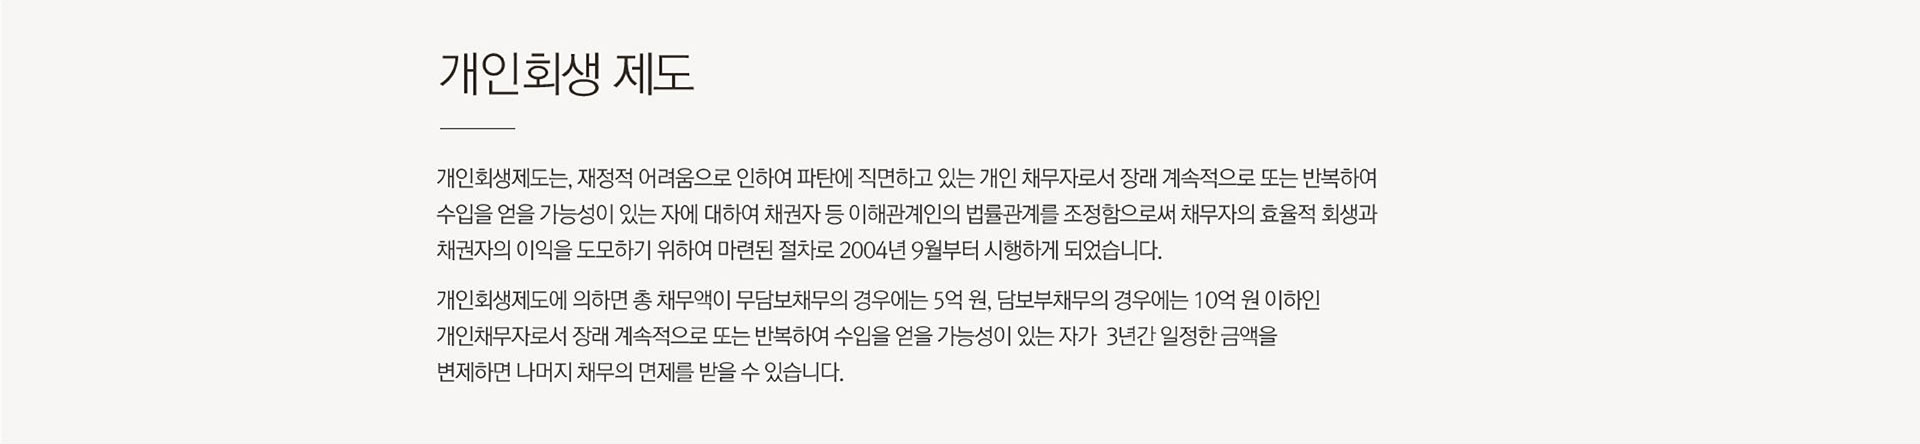 개인회생 제도
개인회생제도는, 재정적 어려움으로 인하여 파탄에 직면하고 있는 개인 채무자로서 장래 계속적으로 또는 반복하여
수입을 얻을 가능성이 있는 자에 대하여 채권자 등 이해관계인의 법률관계를 조정함으로써 채무자의 효율적 회생과
채권자의 이익을 도모하기 위하여 마련된 절차로 2004년 9월부터 시행하게 되었습니다.
개인회생제도에 의하면 총 채무액이 무담보채무의 경우에는 5억 원, 담보부채무의 경우에는 10억 원 이하인
개인채무자로서 장래 계속적으로 또는 반복하여 수입을 얻을 가능성이 있는 자가 3년간 일정한 금액을
변제하면 나머지 채무의 면제를 받을 수 있습니다.